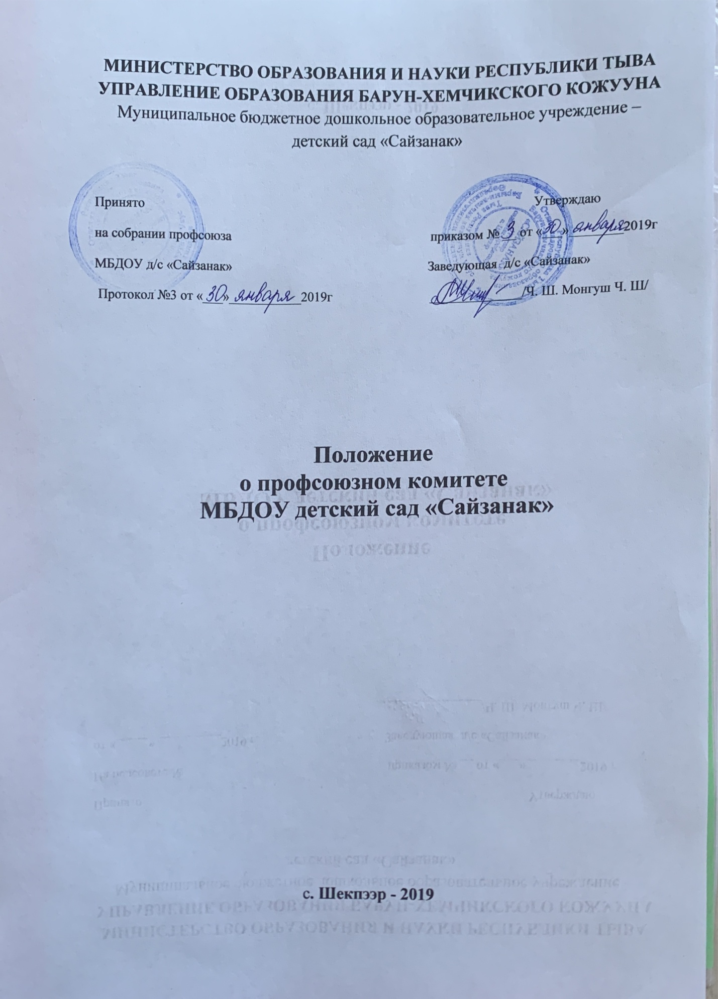 МИНИСТЕРСТВО ОБРАЗОВАНИЯ И НАУКИ РЕСПУБЛИКИ ТЫВА
УПРАВЛЕНИЕ ОБРАЗОВАНИЯ БАРУН-ХЕМЧИКСКОГО КОЖУУНА
Муниципальное бюджетное дошкольное образовательное учреждение –
детский сад «Сайзанак»
Принято
на собрании профсоюза
МБДОУ д/с «Сайзанак»
Протокол №3 от «30» января 2019г
Утверждаю
приказом № 3 от «30» января 2019г
Заведующая д/с «Сайзанак»
/Ч. Ш. Монгуш Ч. Ш/
Положение
о профсоюзном комитете
МБДОУ детский сад «Сайзанак»
с. Шекпээр - 2019